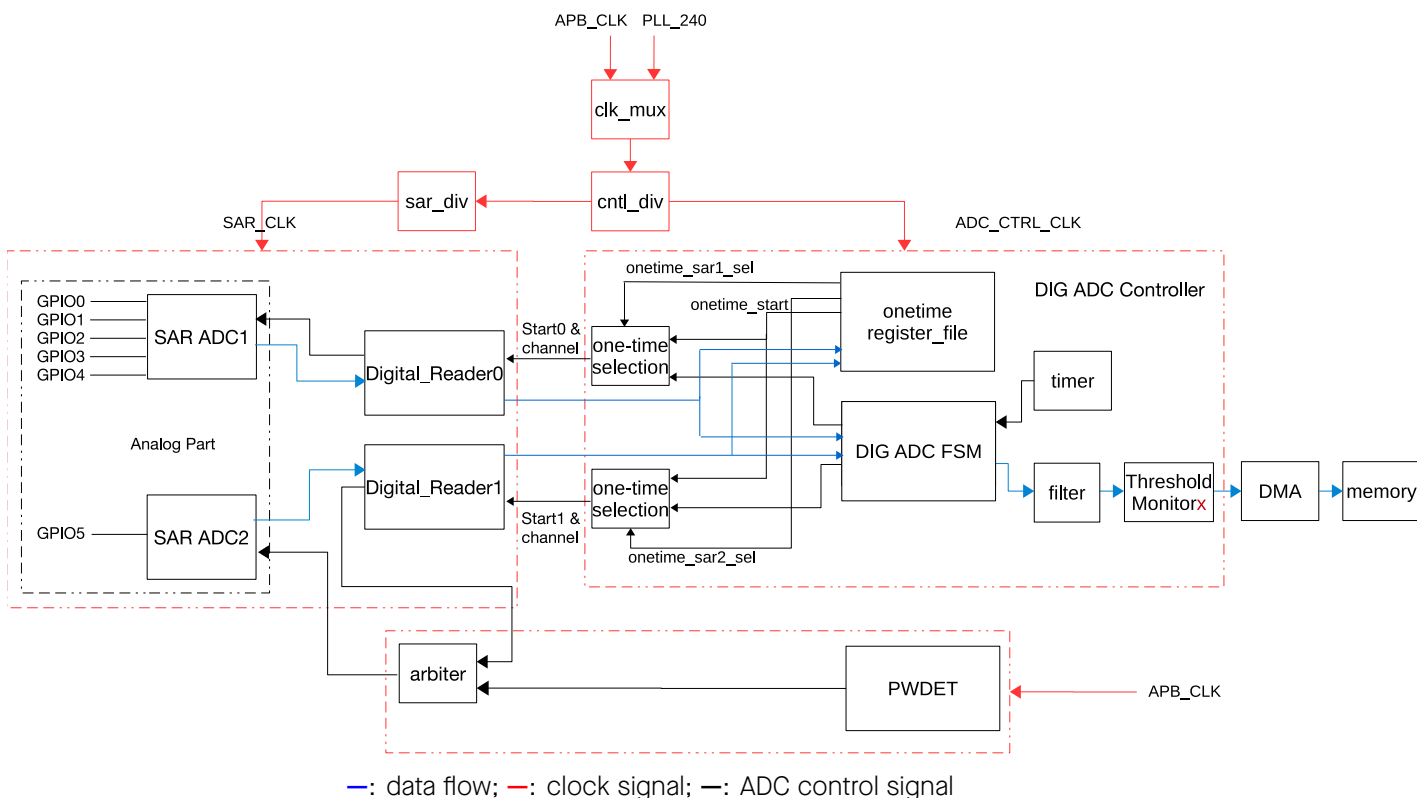 APB_CLK PLL_240
clk_mux
sar_div
cntl_div
SAR_CLK
ADC_CTRL_CLK
onetime_sar1_sel
onetime_start
DIG ADC Controller
GPIO0
GPIO1
GPIO2
GPIO3
GPIO4
SAR ADC1
Digital_Reader0
Start0 &
channel
one-time
selection
onetime
register_file
timer
Analog Part
DIG ADC FSM
GPIO5
SAR ADC2
Digital_Reader1
Start1 &
channel
one-time
selection
onetime_sar2_sel
filter
Threshold
Monitorx
DMA
memory
arbiter
PWDET
APB_CLK
—: data flow; —: clock signal; —: ADC control signal